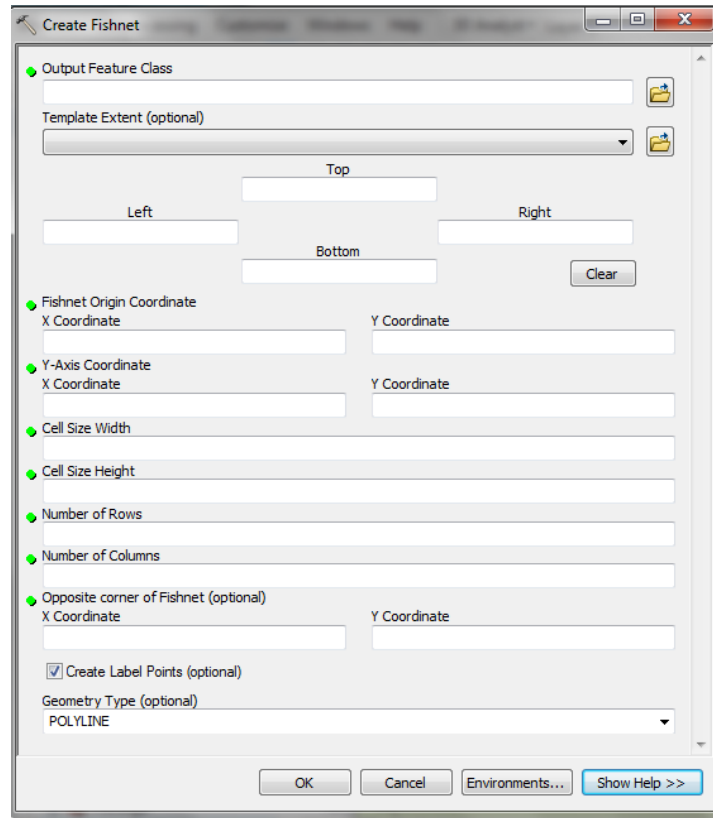 Create Fishnet
Output Feature Class
Template Extent (optional)
Top
Left Right
Bottom
Clear
Fishnet Origin Coordinate
X Coordinate Y Coordinate
Y-Axis Coordinate
X Coordinate Y Coordinate
Cell Size Width
Cell Size Height
Number of Rows
Number of Columns
Opposite corner of Fishnet (optional)
X Coordinate Y Coordinate
Create Label Points (optional)
Geometry Type (optional)
POLYLINE
OK Cancel Environments... Show Help >>